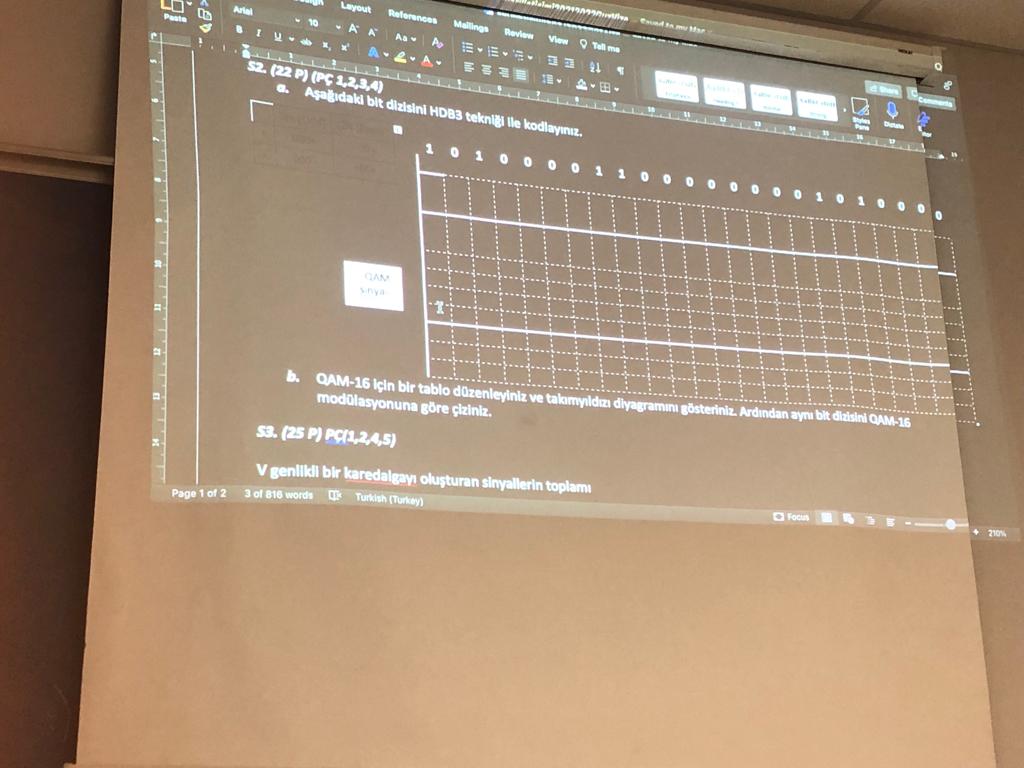 Layout
References
Mailings
Review
View
Tell me
Paste
Arial
10
Share
Comments
Dictate
S2. (22 P) (PÇ 1,2,3,4)
a. Aşağıdaki bit dizisini HDB3 tekniği ile kodlayınız.
1 0 1 0 0 0 0 1 1 0 0 0 0 0 0 0 1 0 1 0 0 0 0
QAM
b. QAM-16 için bir tablo düzenleyiniz ve takımyıldızı diyagramını gösteriniz. Ardından aynı bit dizisini QAM-16
modülasyonuna göre çiziniz.
S3. (25 P) PÇ(1,2,4,5)
V genlikli bir karedalgayı oluşturan sinyallerin toplamı
Page 1 of 2 3 of 816 words Turkish (Turkey)
Focus
210%